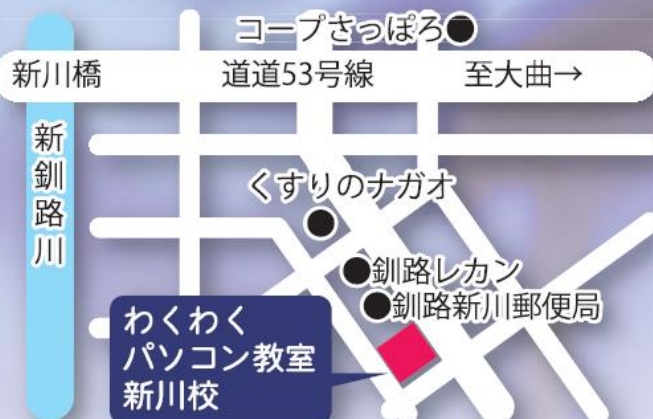 コープさっぽろ●
新川橋
道道53号線
至大曲→
新釧路川
くすりのナガオ
●
●釧路レカン
●釧路新川郵便局
わくわく
パソコン教室
新川校